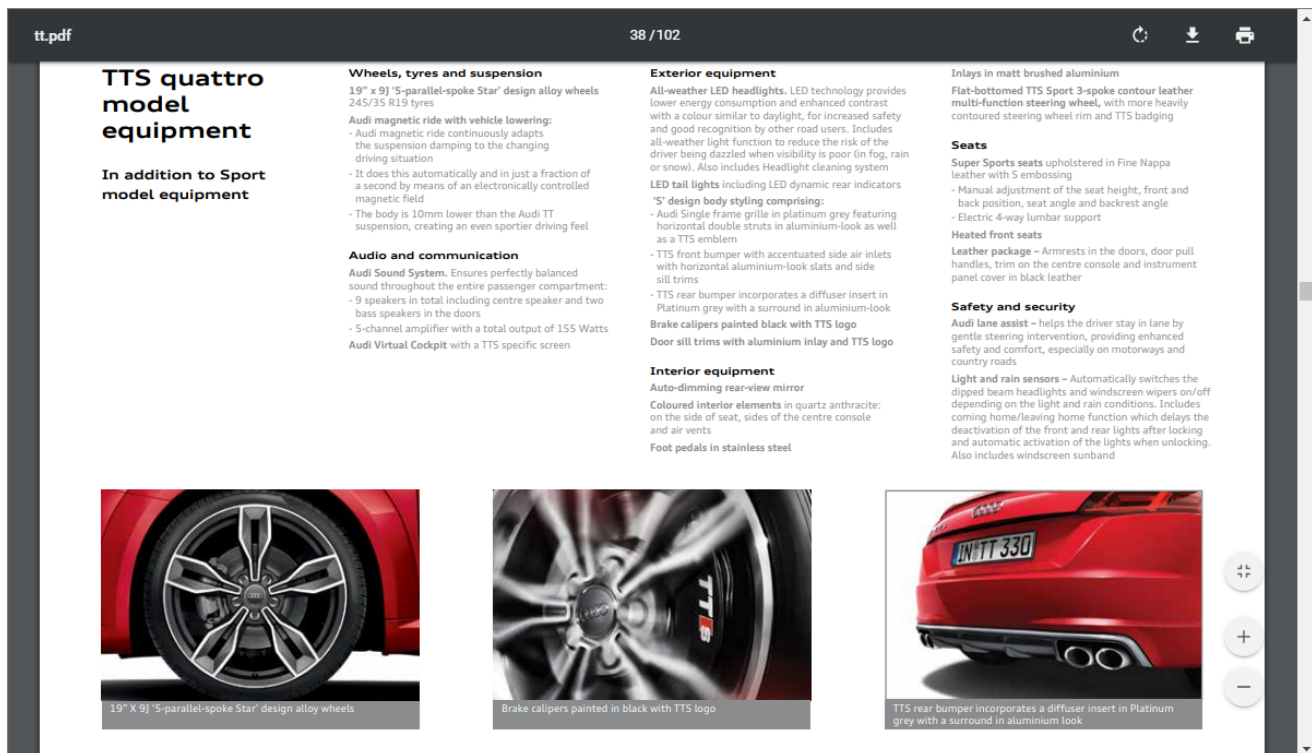 tt.pdf
38 / 102
TTS quattro
model
equipment
In addition to Sport
model equipment
Wheels, tyres and suspension
19" x 9J 'S-parallel-spoke Star' design alloy wheels
245/35 R19 tyres
Audi magnetic ride with vehicle lowering:
- Audi magnetic ride continuously adapts
the suspension damping to the changing
driving situation
- It does this automatically and in just a fraction of
a second by means of an electronically controlled
magnetic field
- The body is 10mm lower than the Audi TT
suspension, creating an even sportier driving feel
Audio and communication
Audi Sound System. Ensures perfectly balanced
sound throughout the entire passenger compartment:
- 9 speakers in total including centre speaker and two
bass speakers in the doors
- 5-channel amplifier with a total output of 155 Watts
Audi Virtual Cockpit with a TTS specific screen
Exterior equipment
All-weather LED headlights. LED technology provides
lower energy consumption and enhanced contrast
with a colour similar to daylight, for increased safety
and good recognition by other road users. Includes
all-weather light function to reduce the risk of the
driver being dazzled when visibility is poor (in fog, rain
or snow). Also includes Headlight cleaning system
LED tail lights including LED dynamic rear indicators
'S' design body styling comprising:
- Audi Single frame grille in platinum grey featuring
horizontal double struts in aluminium-look as well
as a TTS emblem
- TTS front bumper with accentuated side air inlets
with horizontal aluminium-look slats and side
sill trims
- TTS rear bumper incorporates a diffuser insert in
Platinum grey with a surround in aluminium-look
Brake calipers painted black with TTS logo
Door sill trims with aluminium inlay and TTS logo
Interior equipment
Auto-dimming rear-view mirror
Coloured interior elements in quartz anthracite:
on the side of seat, sides of the centre console
and air vents
Foot pedals in stainless steel
Inlays in matt brushed aluminium
Flat-bottomed TTS Sport 3-spoke contour leather
multi-function steering wheel, with more heavily
contoured steering wheel rim and TTS badging
Seats
Super Sports seats upholstered in Fine Nappa
leather with S embossing
- Manual adjustment of the seat height, front and
back position, seat angle and backrest angle
- Electric 4-way lumbar support
Heated front seats
Leather package – Armrests in the doors, door pull
handles, trim on the centre console and instrument
panel cover in black leather
Safety and security
Audi lane assist – helps the driver stay in lane by
gentle steering intervention, providing enhanced
safety and comfort, especially on motorways and
country roads
Light and rain sensors – Automatically switches the
dipped beam headlights and windscreen wipers on/off
depending on the light and rain conditions. Includes
coming home/leaving home function which delays the
deactivation of the front and rear lights after locking
and automatic activation of the lights when unlocking.
Also includes windscreen sunband
TTS
IN TT 330
19" X 9J 'S-parallel-spoke Star' design alloy wheels
Brake calipers painted in black with TTS logo
TTS rear bumper incorporates a diffuser insert in Platinum
grey with a surround in aluminium look